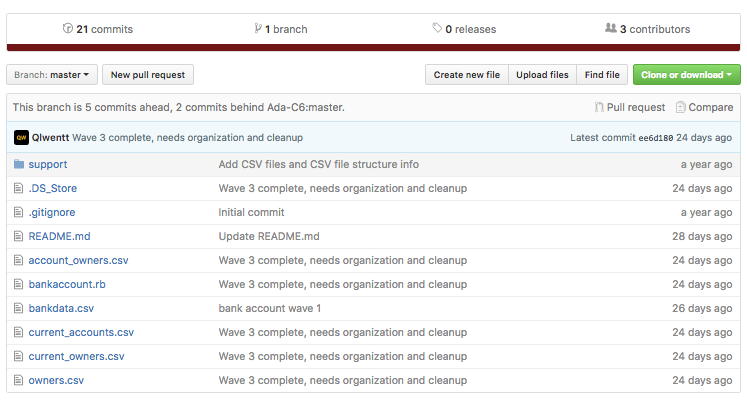 21 commits 1 branch 0 releases 3 contributors
Branch: master New pull request Create new file Upload files Find file Clone or download
This branch is 5 commits ahead, 2 commits behind Ada-C6:master. Pull request Compare
QW Qlwentt Wave 3 complete, needs organization and cleanup Latest commit ee6d180 24 days ago
support Add CSV files and CSV file structure info a year ago
.DS_Store Wave 3 complete, needs organization and cleanup 24 days ago
.gitignore Initial commit a year ago
README.md Update README.md 28 days ago
account_owners.csv Wave 3 complete, needs organization and cleanup 24 days ago
bankaccount.rb Wave 3 complete, needs organization and cleanup 24 days ago
bankdata.csv bank account wave 1 26 days ago
current_accounts.csv Wave 3 complete, needs organization and cleanup 24 days ago
current_owners.csv Wave 3 complete, needs organization and cleanup 24 days ago
owners.csv Wave 3 complete, needs organization and cleanup 24 days ago